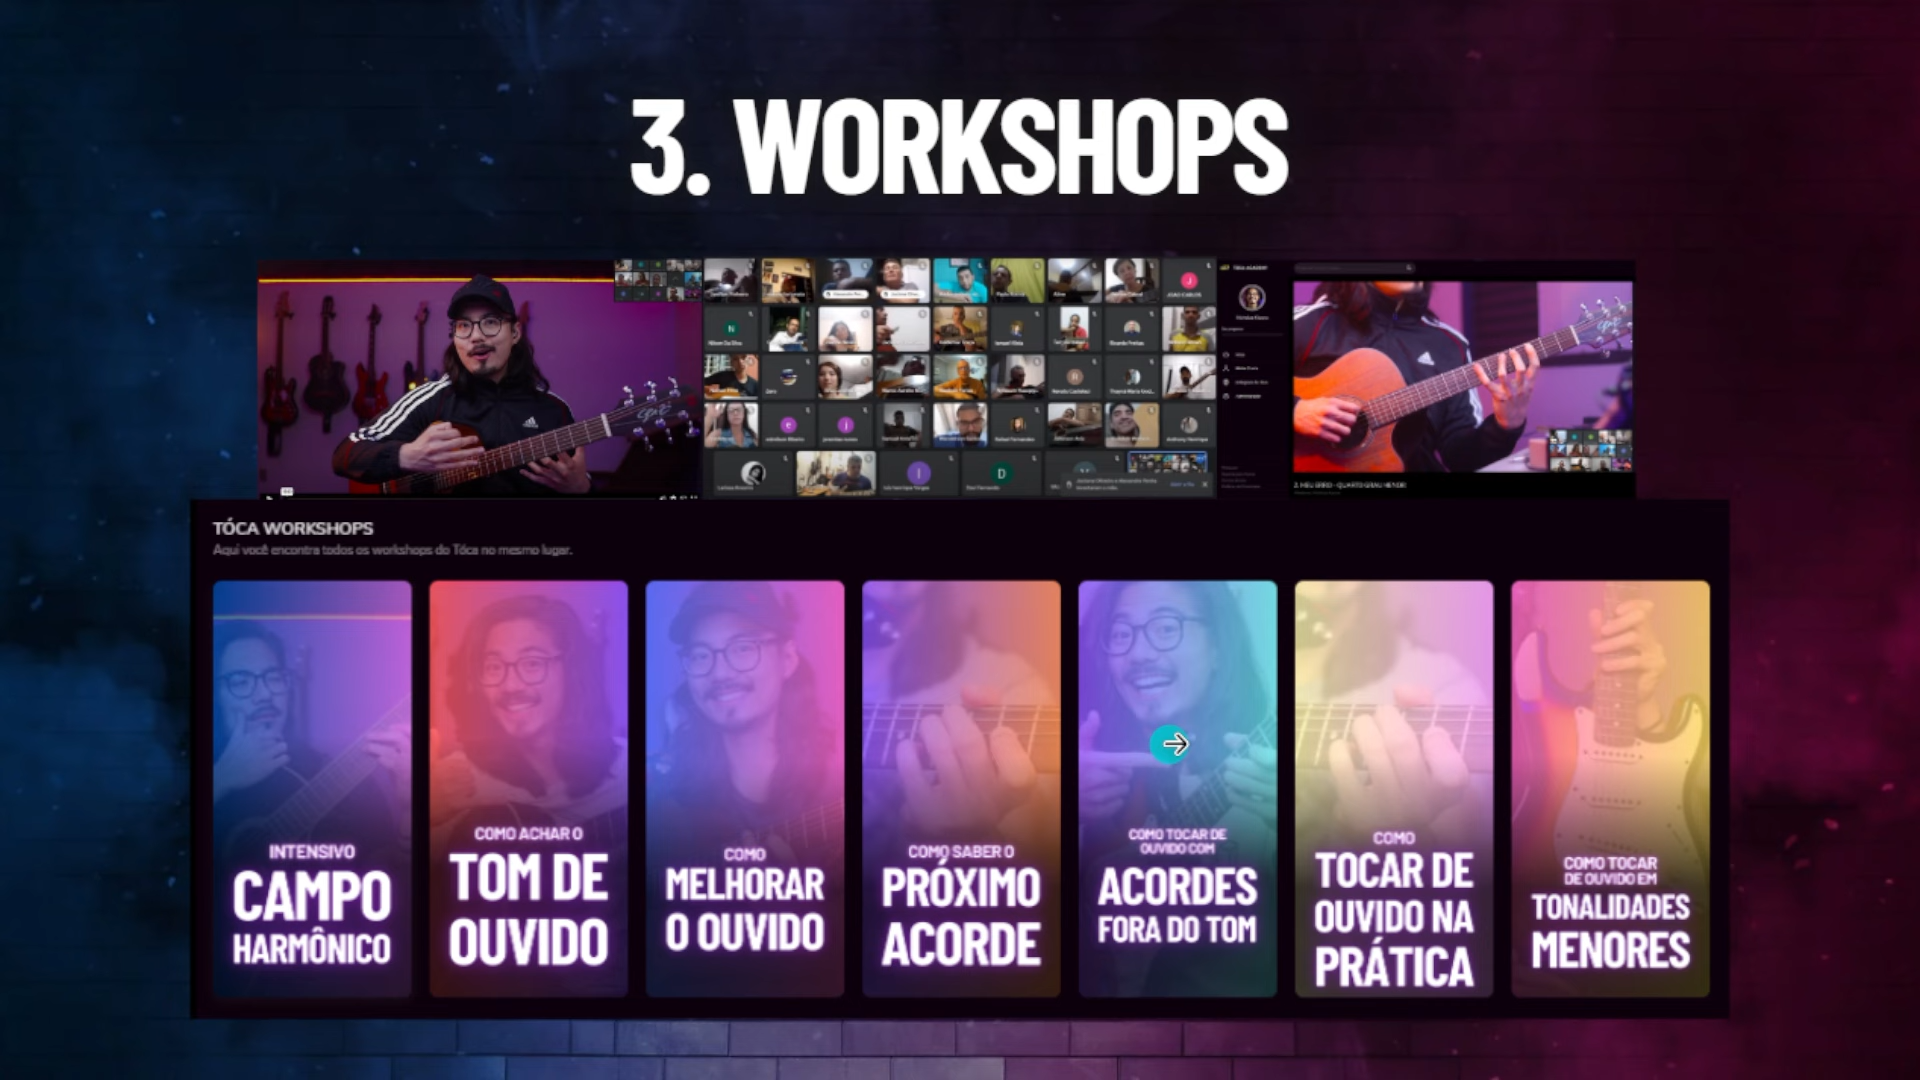 3. WORKSHOPS
TÓCA WORKSHOPS
Aqui você encontra todos os workshops do Tóca no mesmo lugar.
INTENSIVO
CAMPO
HARMÔNICO
COMO ACHAR O
TOM DE
OUVIDO
COMO
MELHORAR
O OUVIDO
COMO SABER O
PRÓXIMO
ACORDE
COMO TOCAR DE
OUVIDO COM
ACORDES
FORA DO TOM
COMO
TOCAR DE
OUVIDO NA
PRÁTICA
COMO TOCAR
DE OUVIDO EM
TONALIDADES
MENORES